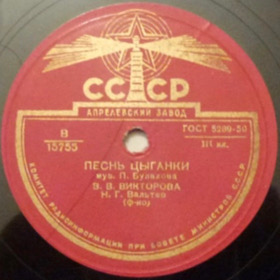 СССР
АПРЕЛЕВСКИЙ ЗАВОД
В
15755
ГОСТ 5289-50
III кл.
ПЕСНЬ ЦЫГАНКИ
муз. П. Булахова
В. В. ВИКТОРОВА
Н. Г. Вальтер
(ф-но)
КОМИТЕТ РАДИОИНФОРМАЦИИ ПРИ СОВЕТЕ МИНИСТРОВ СССР